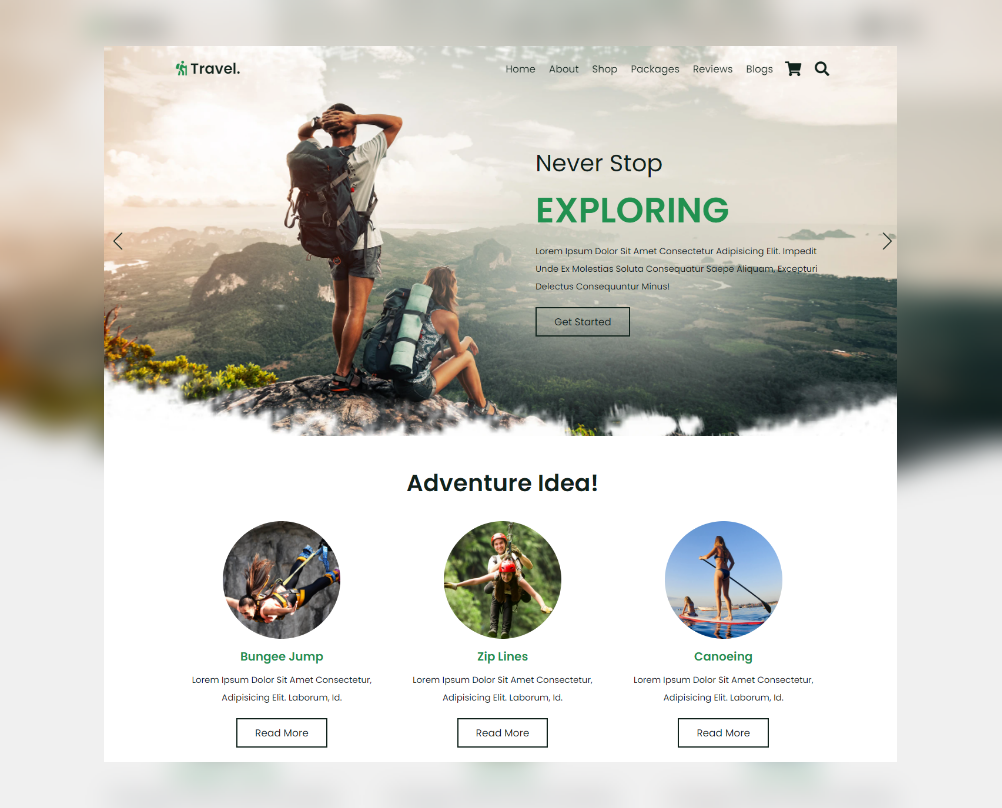 Travel.
Home About Shop Packages Reviews Blogs
Never Stop
EXPLORING
Lorem Ipsum Dolor Sit Amet Consectetur Adipisicing Elit. Impedit
Unde Ex Molestias Soluta Consequatur Saepe Aliquam, Excepturi
Delectus Consequuntur Minus!
Get Started
Adventure Idea!
Bungee Jump
Lorem Ipsum Dolor Sit Amet Consectetur,
Adipisicing Elit. Laborum, Id.
Read More
Zip Lines
Lorem Ipsum Dolor Sit Amet Consectetur,
Adipisicing Elit. Laborum, Id.
Read More
Canoeing
Lorem Ipsum Dolor Sit Amet Consectetur,
Adipisicing Elit. Laborum, Id.
Read More